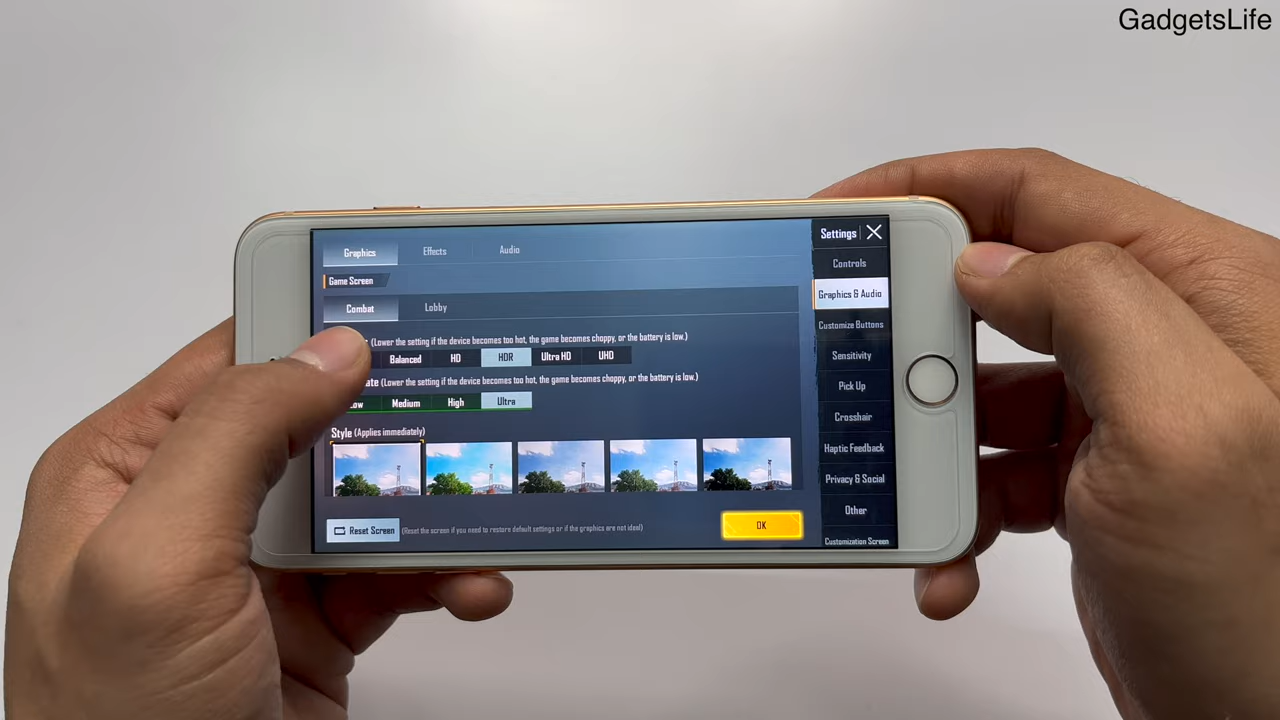 GadgetsLife
Graphics Effects Audio
Settings
Game Screen
Combat Lobby
(Lower the setting if the device becomes too hot, the game becomes choppy, or the battery is low.)
Balanced HD HDR Ultra HD UHD
(Lower the setting if the device becomes too hot, the game becomes choppy, or the battery is low.)
Medium High Ultra
Style (Applies immediately)
Reset Screen (Reset the screen if you need to restore default settings or if the graphics are not ideal)
OK
Controls
Graphics & Audio
Customize Buttons
Sensitivity
Pick Up
Crosshair
Haptic Feedback
Privacy & Social
Other
Customization Screen